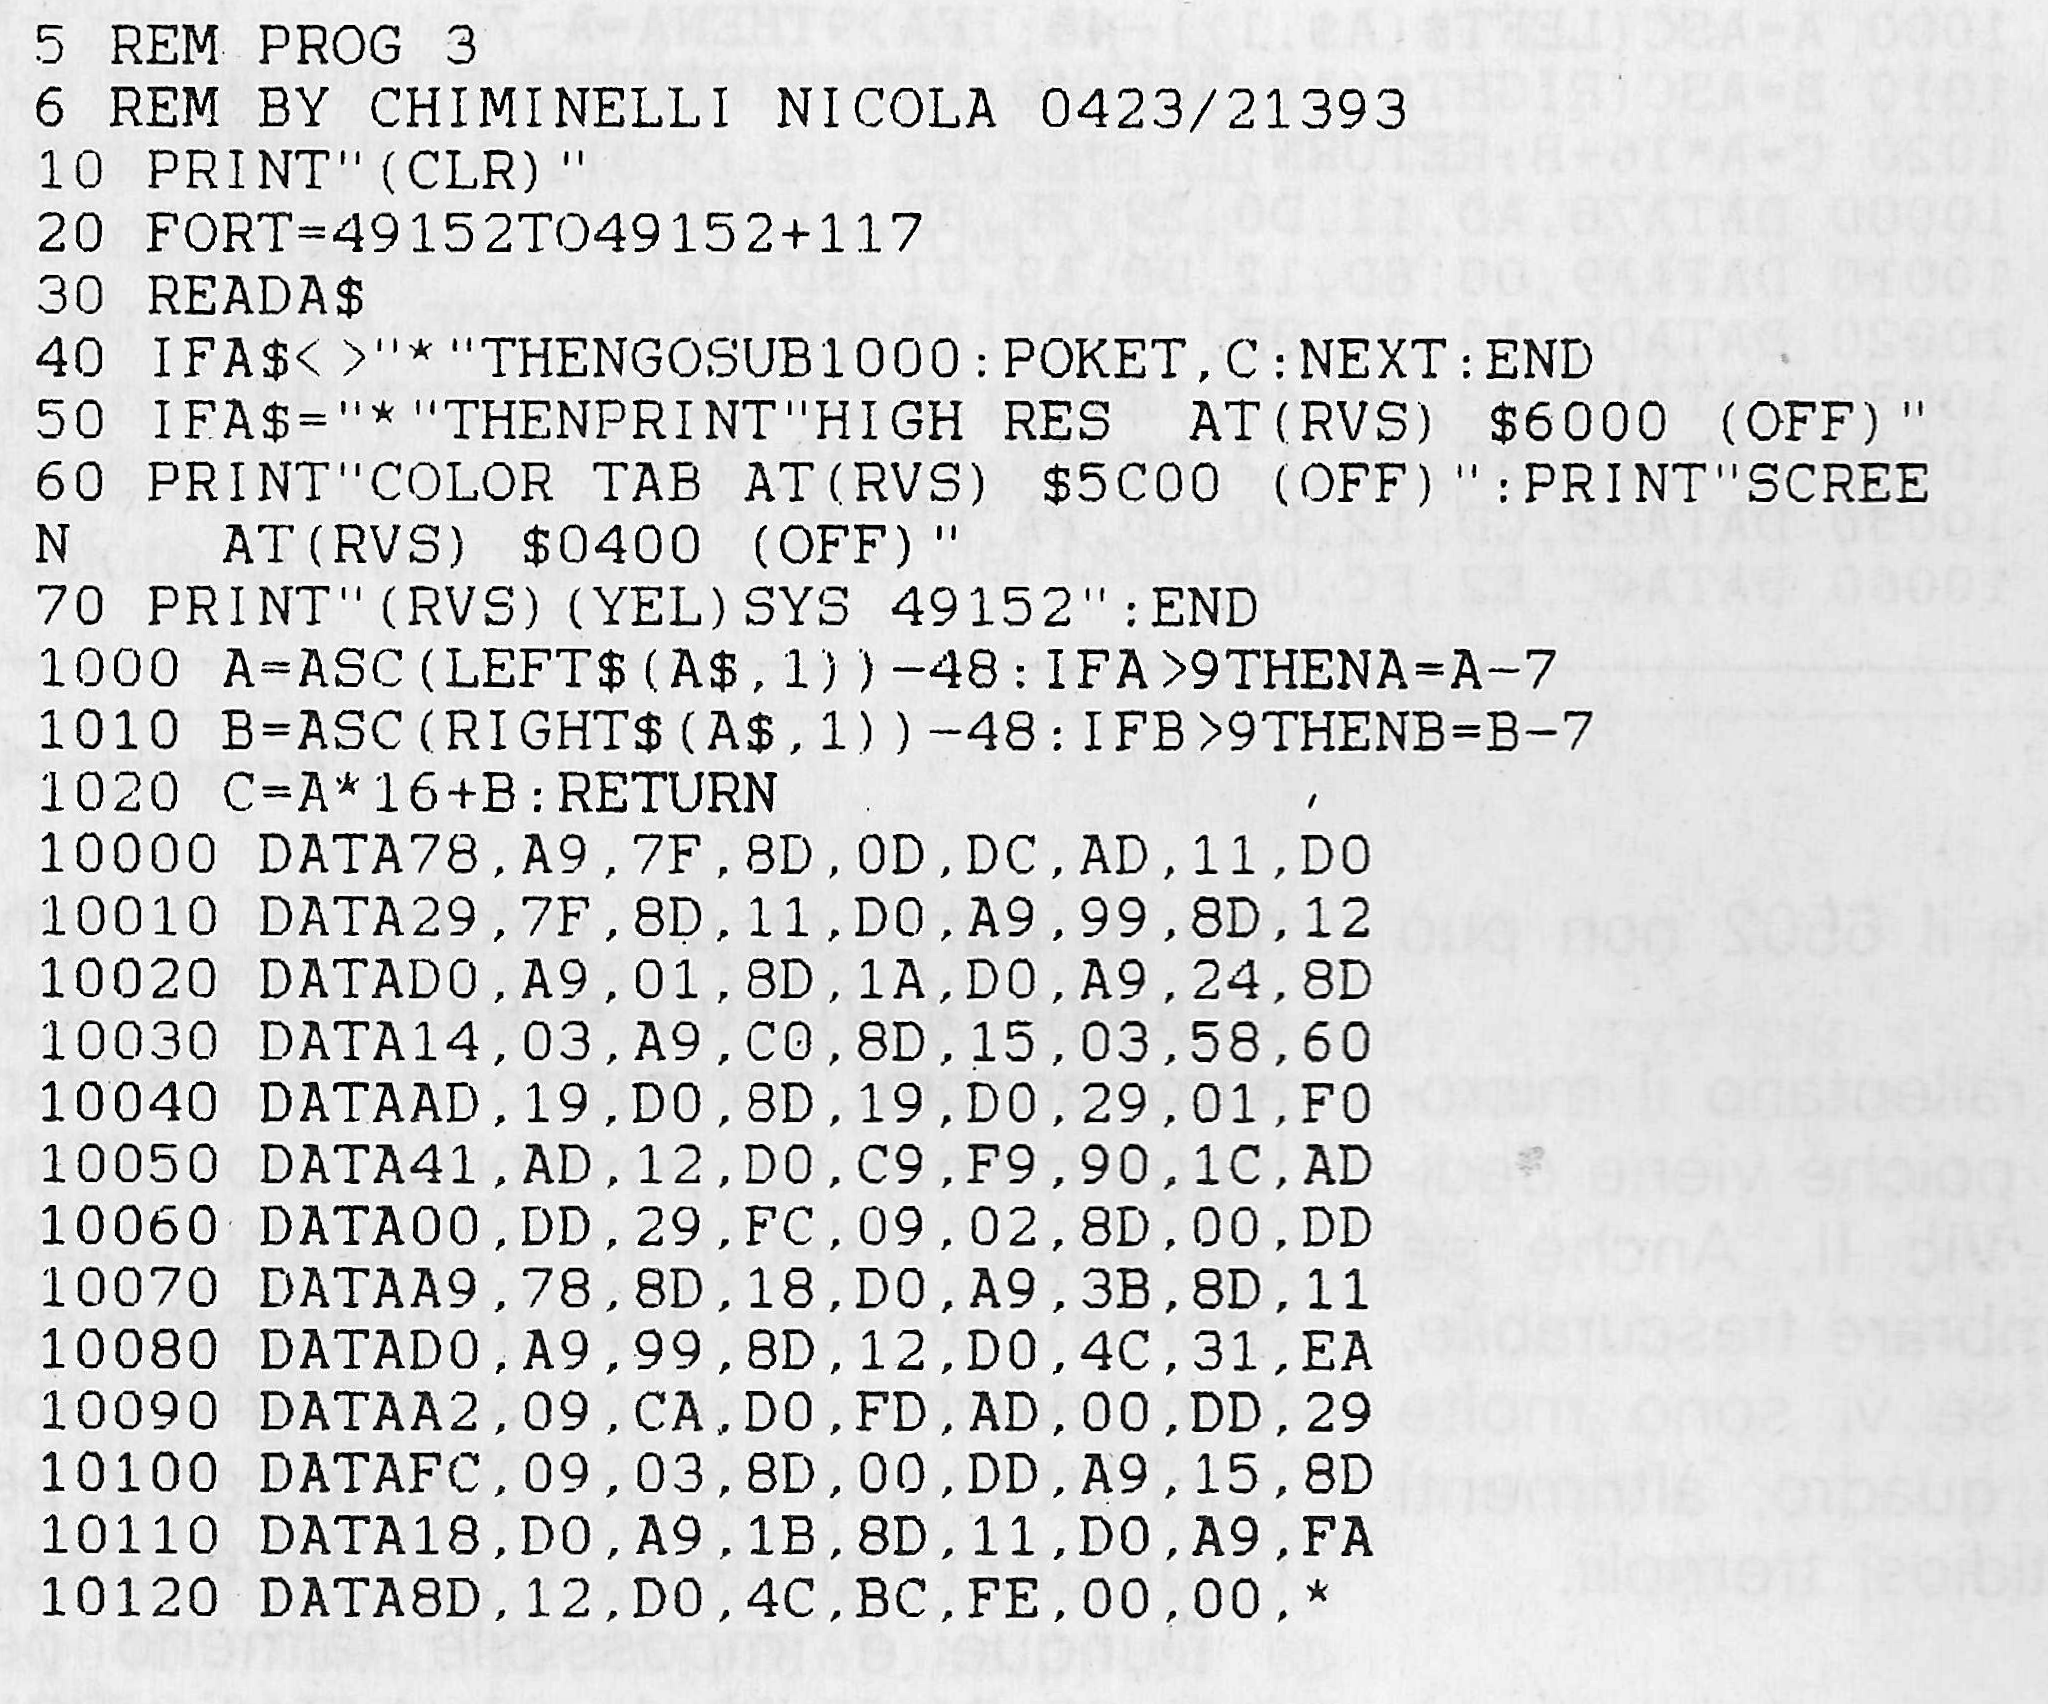 5 REM PROG 3
6 REM BY CHIMINELLI NICOLA 0423/21393
10 PRINT"(CLR)"
20 FORT=49152TO49152+117
30 READA$
40 IFA$<>"*"THENGOSUB1000:POKET,C:NEXT:END
50 IFA$="*"THENPRINT"HIGH RES  AT(RVS) $6000 (OFF)"
60 PRINT"COLOR TAB AT(RVS) $5C00 (OFF)":PRINT"SCREE
N    AT(RVS) $0400 (OFF)"
70 PRINT"(RVS)(YEL)SYS 49152":END
1000 A=ASC(LEFT$(A$,1))-48:IFA>9THENA=A-7
1010 B=ASC(RIGHT$(A$,1))-48:IFB>9THENB=B-7
1020 C=A*16+B:RETURN
10000 DATA78,A9,7F,8D,0D,DC,AD,11,D0
10010 DATA29,7F,8D,11,D0,A9,99,8D,12
10020 DATAD0,A9,01,8D,1A,D0,A9,24,8D
10030 DATA14,03,A9,C0,8D,15,03,58,60
10040 DATAAD,19,D0,8D,19,D0,29,01,F0
10050 DATA41,AD,12,D0,C9,F9,90,1C,AD
10060 DATA00,DD,29,FC,09,02,8D,00,DD
10070 DATAA9,78,8D,18,D0,A9,3B,8D,11
10080 DATAD0,A9,99,8D,12,D0,4C,31,EA
10090 DATAA2,09,CA,D0,FD,AD,00,DD,29
10100 DATAFC,09,03,8D,00,DD,A9,15,8D
10110 DATA18,D0,A9,1B,8D,11,D0,A9,FA
10120 DATA8D,12,D0,4C,BC,FE,00,00,*